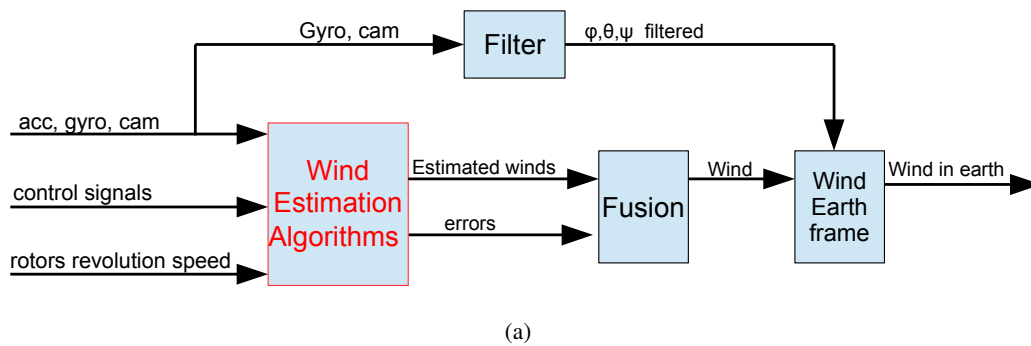 Gyro, cam
Filter
φ,θ,ψ filtered
acc, gyro, cam
control signals
rotors revolution speed
Wind
Estimation
Algorithms
Estimated winds
errors
Fusion
Wind
Wind
Earth
frame
Wind in earth
(a)